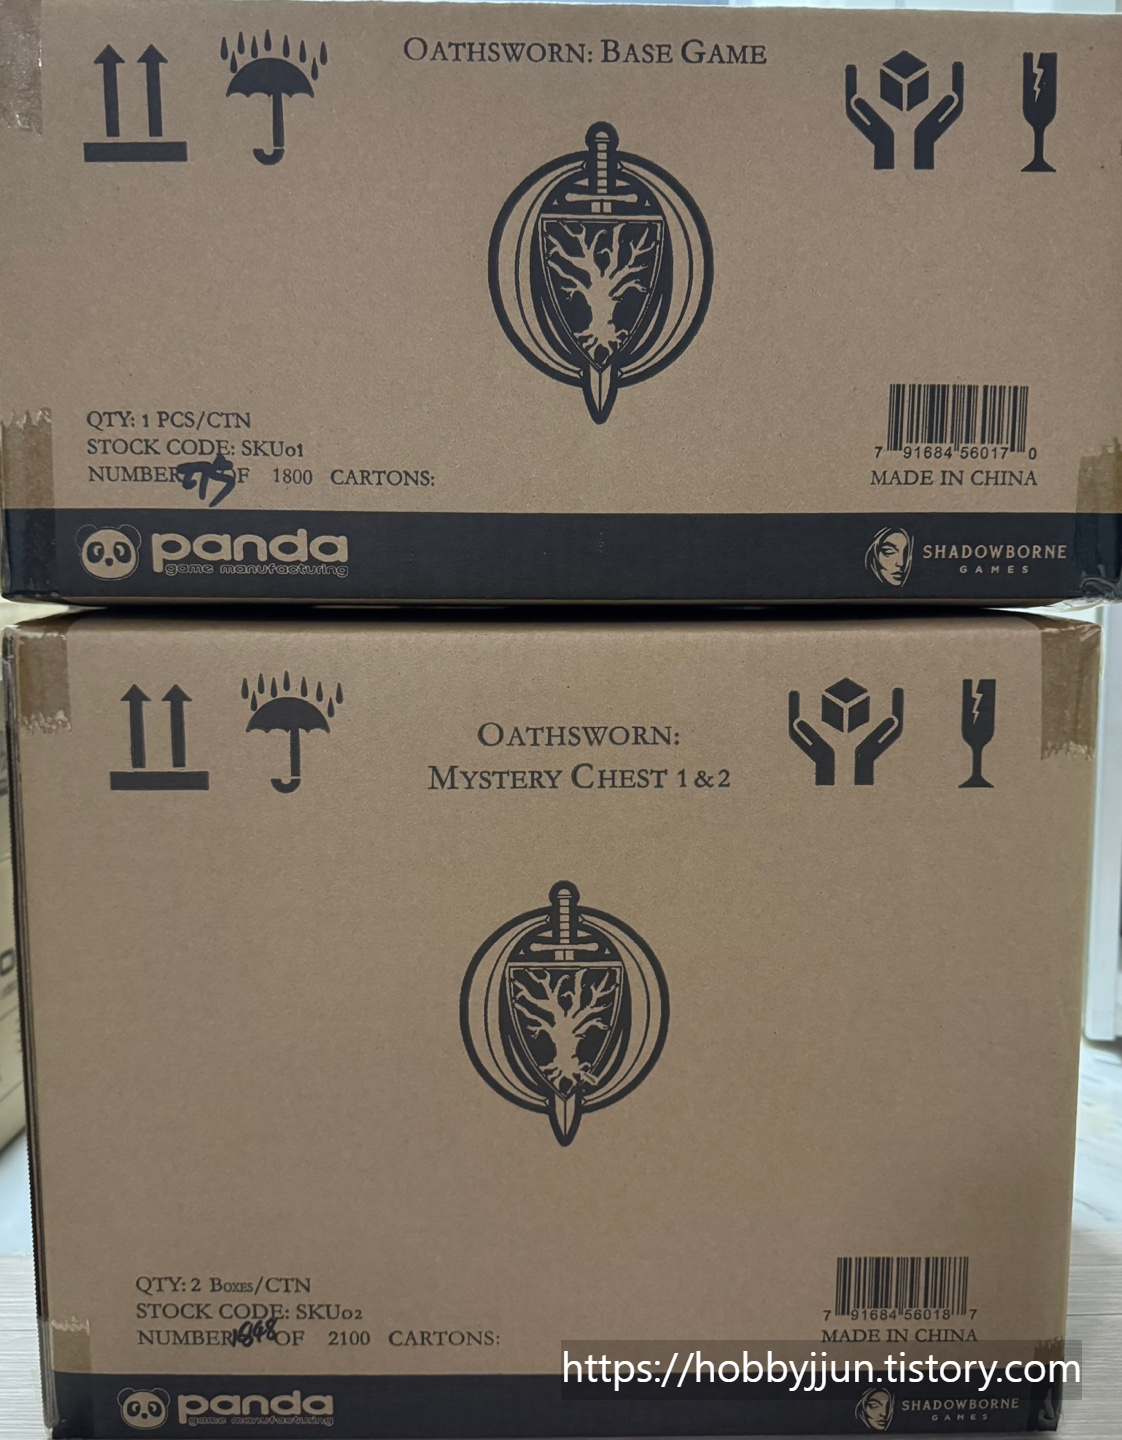 OATHSWORN: BASE GAME
QTY: 1 PCS/CTN
STOCK CODE: SKU01
NUMBER OF 1800 CARTONS:
7 91684 56017 0
MADE IN CHINA
panda
game manufacturing
SHADOWBORNE
GAMES
OATHSWORN:
MYSTERY CHEST 1 & 2
QTY: 2 BOXES/CTN
STOCK CODE: SKU02
NUMBER 1898 OF 2100 CARTONS:
7 91684 56018 7
MADE IN CHINA
https://hobbyjjun.tistory.com
panda
game manufacturing
SHADOWBORNE
GAMES